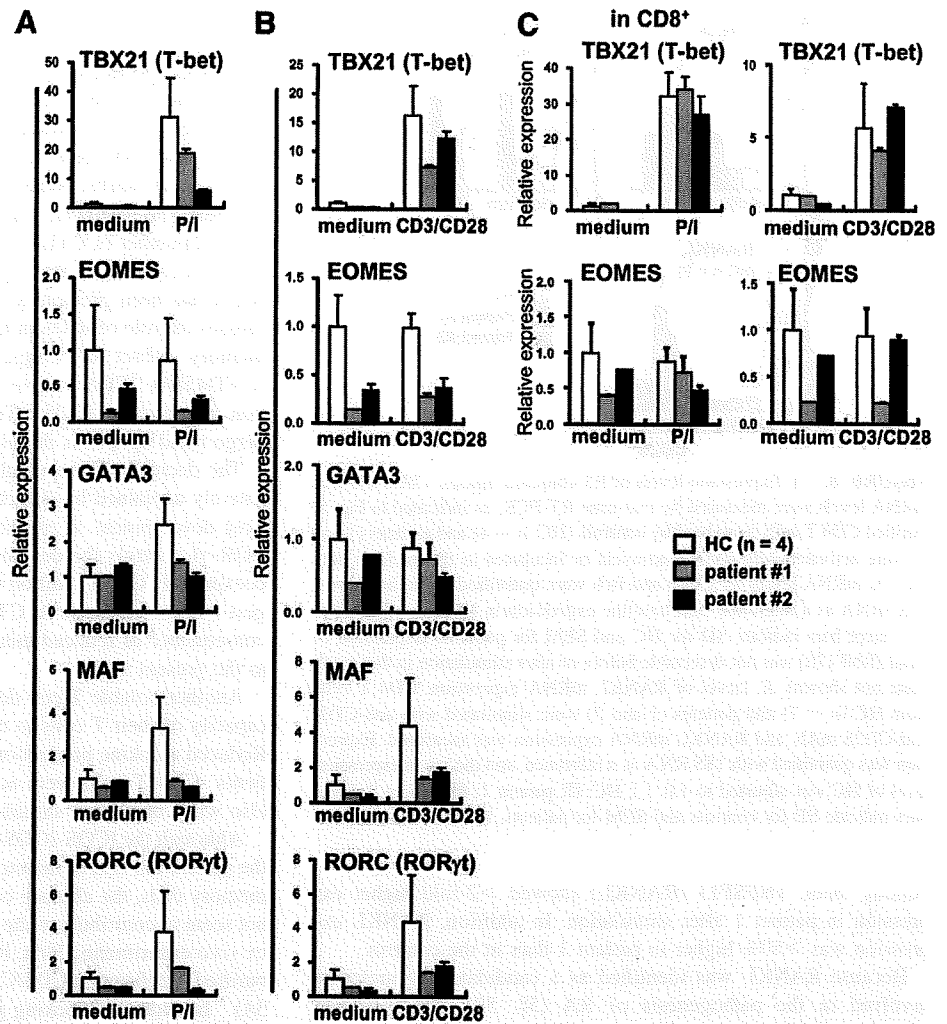 A
TBX21 (T-bet)
50
40
30
20
10
0
medium P/I
EOMES
2.0
1.5
1.0
0.5
0.0
medium P/I
GATA3
4
3
2
1
0
medium P/I
MAF
6
4
2
0
medium P/I
RORC (RORγt)
8
6
4
2
0
medium P/I
Relative expression
B
TBX21 (T-bet)
25
20
15
10
5
0
medium CD3/CD28
EOMES
1.5
1.0
0.5
0.0
medium CD3/CD28
GATA3
2.0
1.0
0.0
medium CD3/CD28
MAF
8
6
4
2
0
medium CD3/CD28
RORC (RORγt)
8
6
4
2
0
medium CD3/CD28
Relative expression
C
in CD8⁺
TBX21 (T-bet)
Relative expression
40
30
20
10
0
medium P/I
TBX21 (T-bet)
10
5
0
medium CD3/CD28
EOMES
Relative expression
2.0
1.5
1.0
0.5
0.0
medium P/I
EOMES
1.5
1.0
0.5
0.0
medium CD3/CD28
HC (n = 4)
patient #1
patient #2